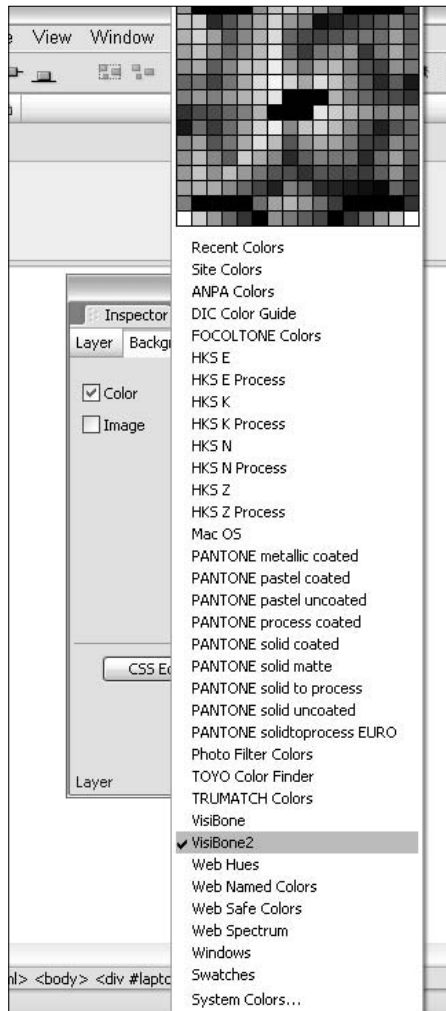 View Window
Inspector
Layer
Color
Image
CSS
Layer
<body> <div
Recent Colors
Site Colors
ANPA Colors
DIC Color Guide
FOCOLTONE Colors
HKS E
HKS E Process
HKS K
HKS K Process
HKS N
HKS N Process
HKS Z
HKS Z Process
Mac OS
PANTONE metallic coated
PANTONE pastel coated
PANTONE pastel uncoated
PANTONE process coated
PANTONE solid coated
PANTONE solid matte
PANTONE solid to process
PANTONE solid uncoated
PANTONE solidtoprocess EURO
Photo Filter Colors
TOYO Color Finder
TRUMATCH Colors
VisiBone
VisiBone2
Web Hues
Web Named Colors
Web Safe Colors
Web Spectrum
Windows
Swatches
System Colors...